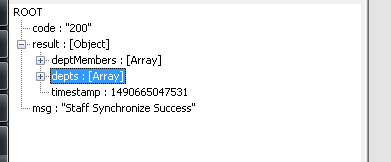 ROOT
code : "200"
result : [Object]
deptMembers : [Array]
depts : [Array]
timestamp : 1490665047531
msg : "Staff Synchronize Success"